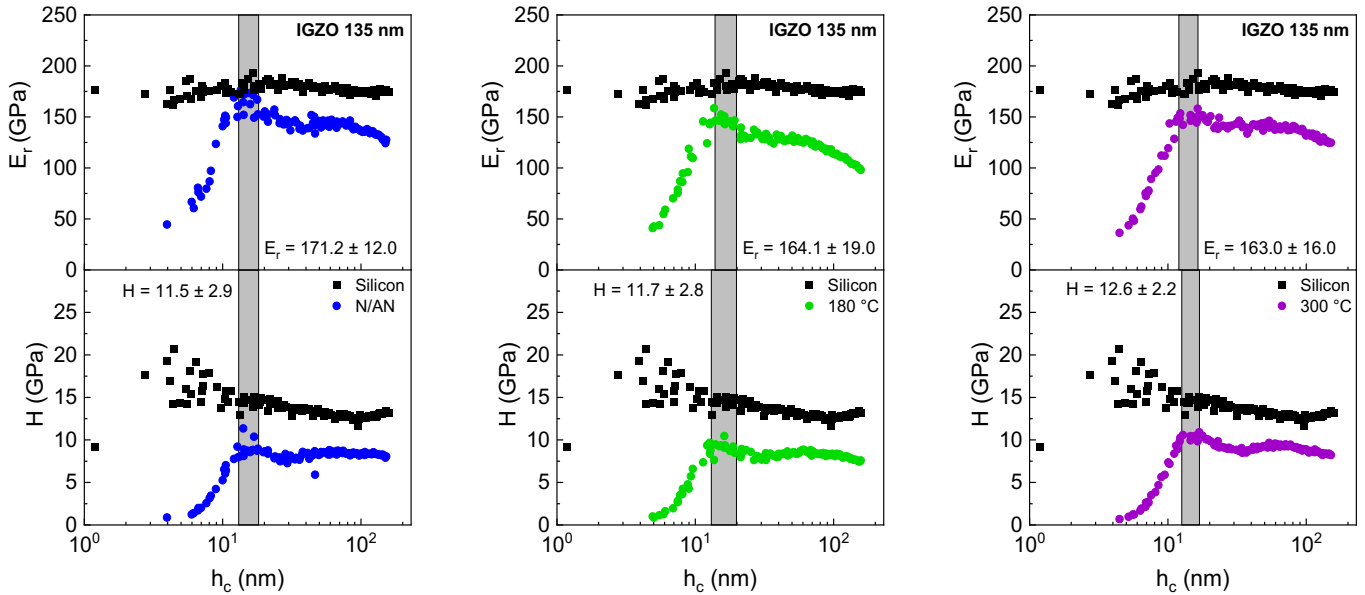 250
200
150
100
50
0
E_r (GPa)
IGZO 135 nm
E_r = 171.2 ± 12.0
25
20
15
10
5
0
H (GPa)
H = 11.5 ± 2.9
Silicon
N/AN
10^0
10^1
10^2
h_c (nm)
250
200
150
100
50
0
E_r (GPa)
IGZO 135 nm
E_r = 164.1 ± 19.0
25
20
15
10
5
0
H (GPa)
H = 11.7 ± 2.8
Silicon
180 °C
10^0
10^1
10^2
h_c (nm)
250
200
150
100
50
0
E_r (GPa)
IGZO 135 nm
E_r = 163.0 ± 16.0
25
20
15
10
5
0
H (GPa)
H = 12.6 ± 2.2
Silicon
300 °C
10^0
10^1
10^2
h_c (nm)